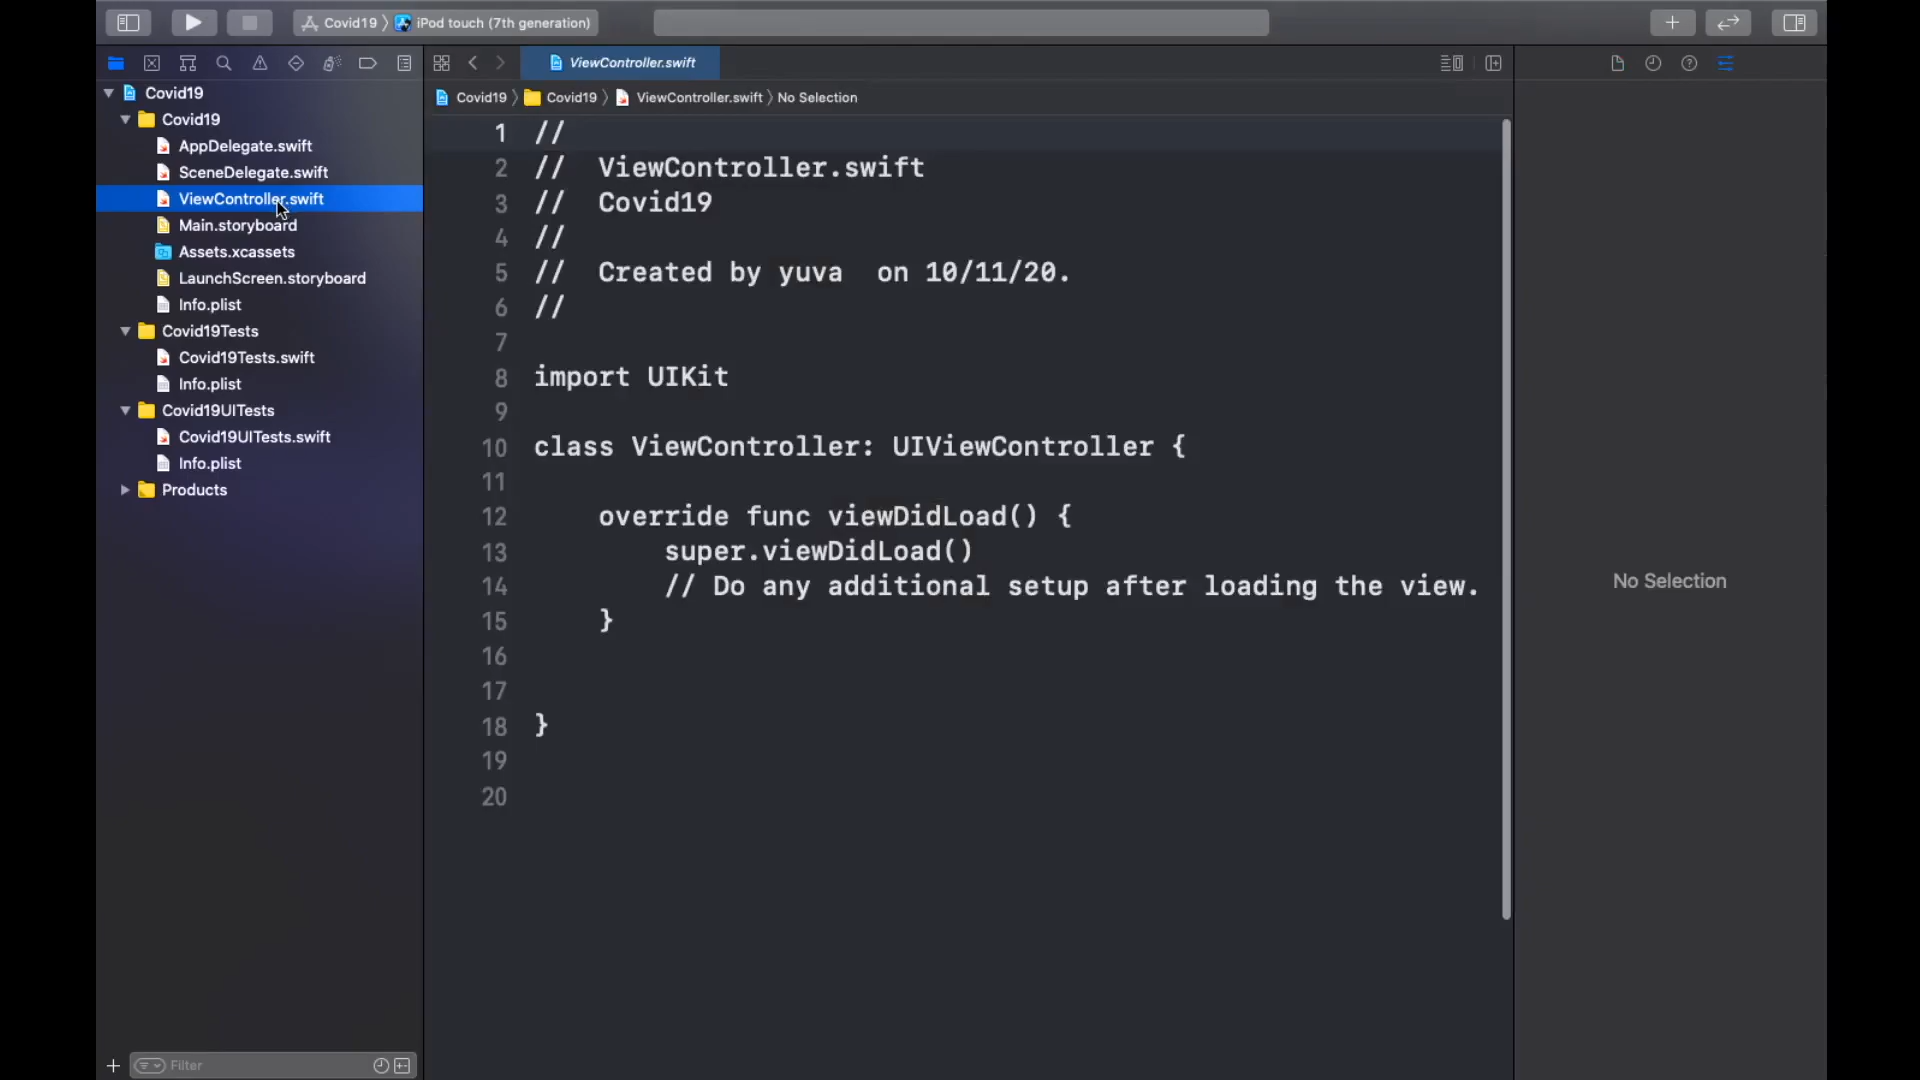 Covid19 〉 iPod touch (7th generation)
ViewController.swift
Covid19 〉 Covid19 〉 ViewController.swift 〉 No Selection
Covid19
Covid19
AppDelegate.swift
SceneDelegate.swift
ViewController.swift
Main.storyboard
Assets.xcassets
LaunchScreen.storyboard
Info.plist
Covid19Tests
Covid19Tests.swift
Info.plist
Covid19UITests
Covid19UITests.swift
Info.plist
Products
Filter
1 //
2 //  ViewController.swift
3 //  Covid19
4 //
5 //  Created by yuva  on 10/11/20.
6 //
7
8 import UIKit
9
10 class ViewController: UIViewController {
11
12     override func viewDidLoad() {
13         super.viewDidLoad()
14         // Do any additional setup after loading the view.
15     }
16
17
18 }
19
20
No Selection